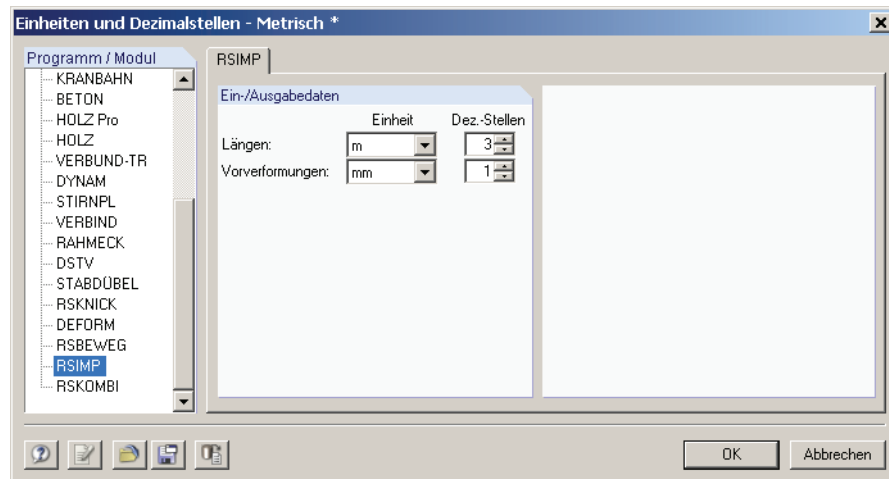 Einheiten und Dezimalstellen - Metrisch *
Programm / Modul
KRANBAHN
BETON
HOLZ Pro
HOLZ
VERBUND-TR
DYNAM
STIRNPL
VERBIND
RAHMECK
DSTV
STABDÜBEL
RSKNICK
DEFORM
RSBEWEG
RSIMP
RSKOMBI
RSIMP
Ein-/Ausgabedaten
Einheit Dez.-Stellen
Längen: m 3
Vorverformungen: mm 1
OK Abbrechen